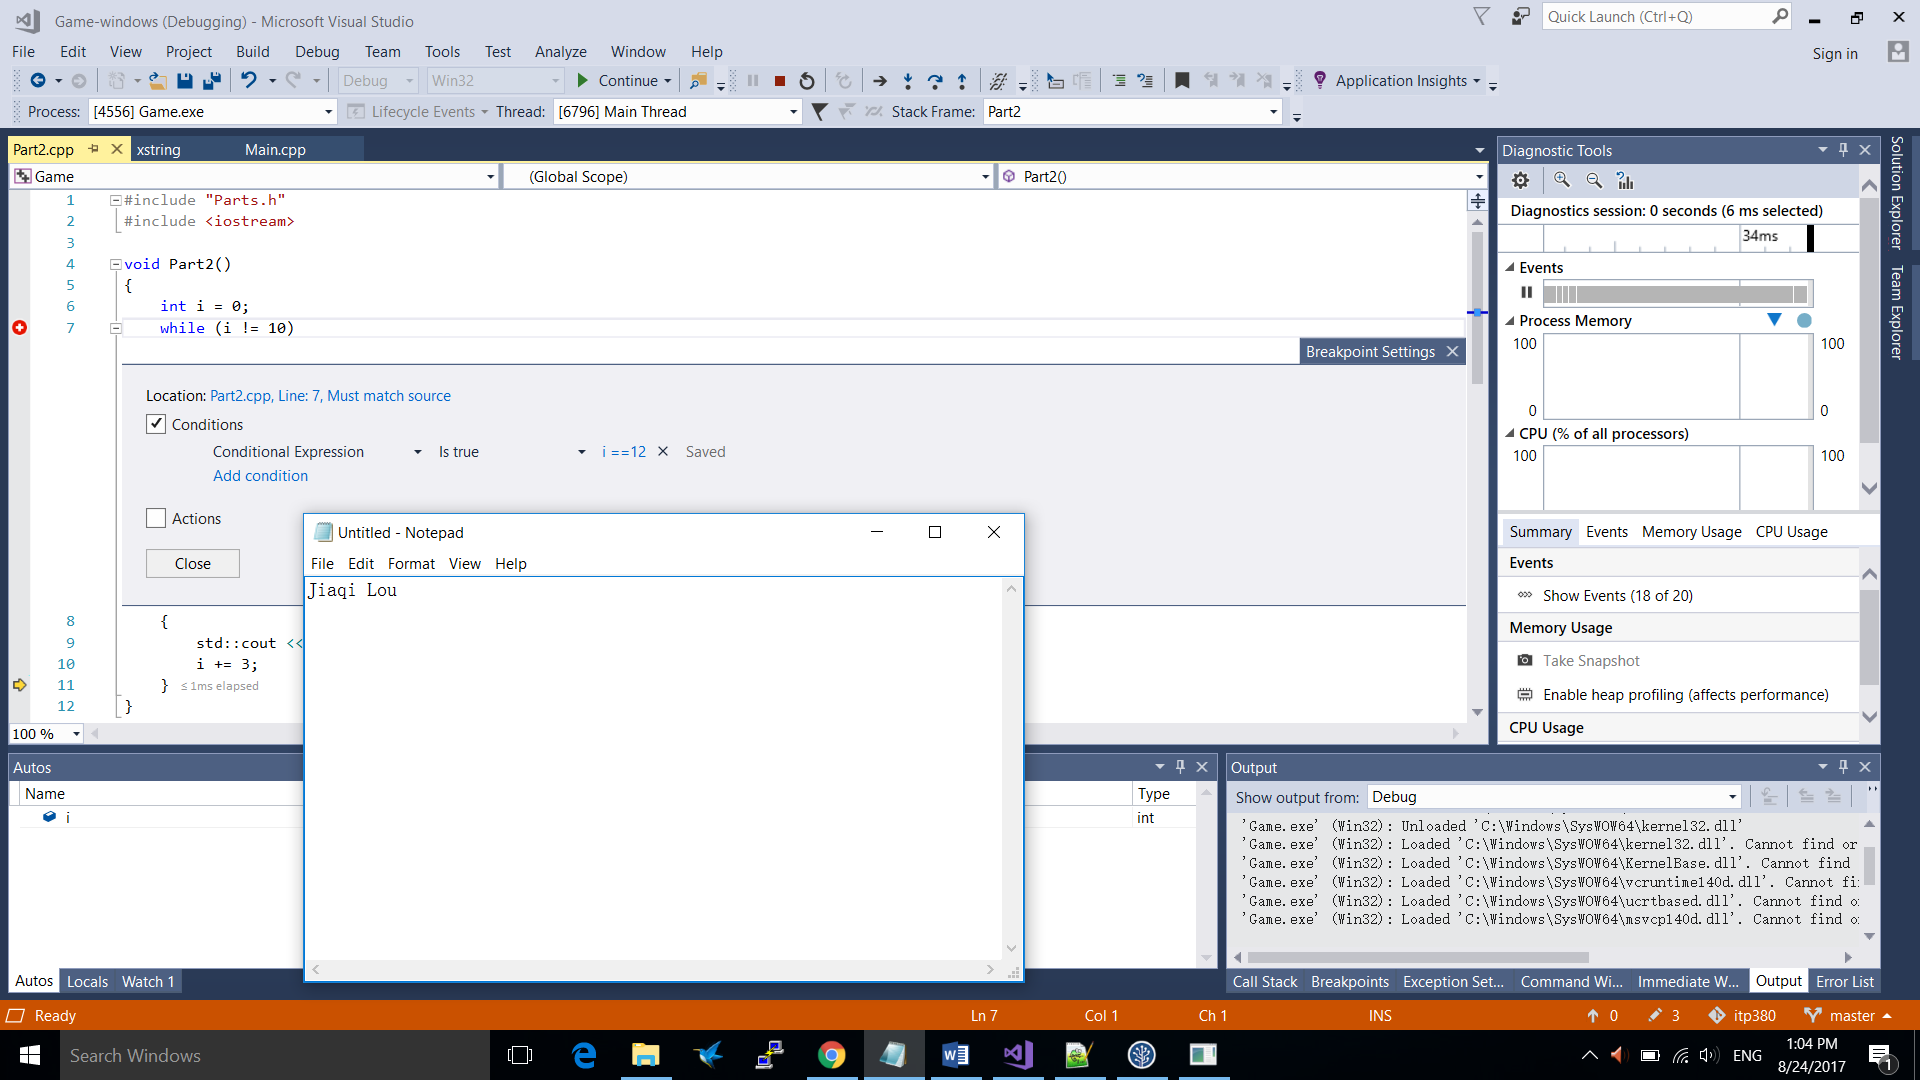 Game-windows (Debugging) - Microsoft Visual Studio
Quick Launch (Ctrl+Q)
File Edit View Project Build Debug Team Tools Test Analyze Window Help
Sign in
Debug Win32 Continue Application Insights
Process: [4556] Game.exe Lifecycle Events Thread: [6796] Main Thread Stack Frame: Part2
Part2.cpp xstring Main.cpp
Game (Global Scope) Part2()
1 #include "Parts.h"
2 #include <iostream>
3
4 void Part2()
5 {
6 int i = 0;
7 while (i != 10)
Breakpoint Settings
Location: Part2.cpp, Line: 7, Must match source
Conditions
Conditional Expression Is true i ==12 Saved
Add condition
Actions
Close
8 {
9 std::cout <<
10 i += 3;
11 } ≤ 1ms elapsed
12 }
100 %
Untitled - Notepad
File Edit Format View Help
Jiaqi Lou
Autos
Name Type
i int
Autos Locals Watch 1
Diagnostic Tools
Diagnostics session: 0 seconds (6 ms selected)
34ms
Events
Process Memory
100 100
0 0
CPU (% of all processors)
100 100
Summary Events Memory Usage CPU Usage
Events
Show Events (18 of 20)
Memory Usage
Take Snapshot
Enable heap profiling (affects performance)
CPU Usage
Solution Explorer
Team Explorer
Output
Show output from: Debug
'Game.exe' (Win32): Unloaded 'C:\Windows\SysWOW64\kernel32.dll'
'Game.exe' (Win32): Loaded 'C:\Windows\SysWOW64\kernel32.dll'. Cannot find or
'Game.exe' (Win32): Loaded 'C:\Windows\SysWOW64\KernelBase.dll'. Cannot find
'Game.exe' (Win32): Loaded 'C:\Windows\SysWOW64\vcruntime140d.dll'. Cannot fi
'Game.exe' (Win32): Loaded 'C:\Windows\SysWOW64\ucrtbased.dll'. Cannot find o
'Game.exe' (Win32): Loaded 'C:\Windows\SysWOW64\msvcp140d.dll'. Cannot find o
Call Stack Breakpoints Exception Set... Command Wi... Immediate W... Output Error List
Ready Ln 7 Col 1 Ch 1 INS 0 3 itp380 master
Search Windows
ENG
1:04 PM
8/24/2017
1